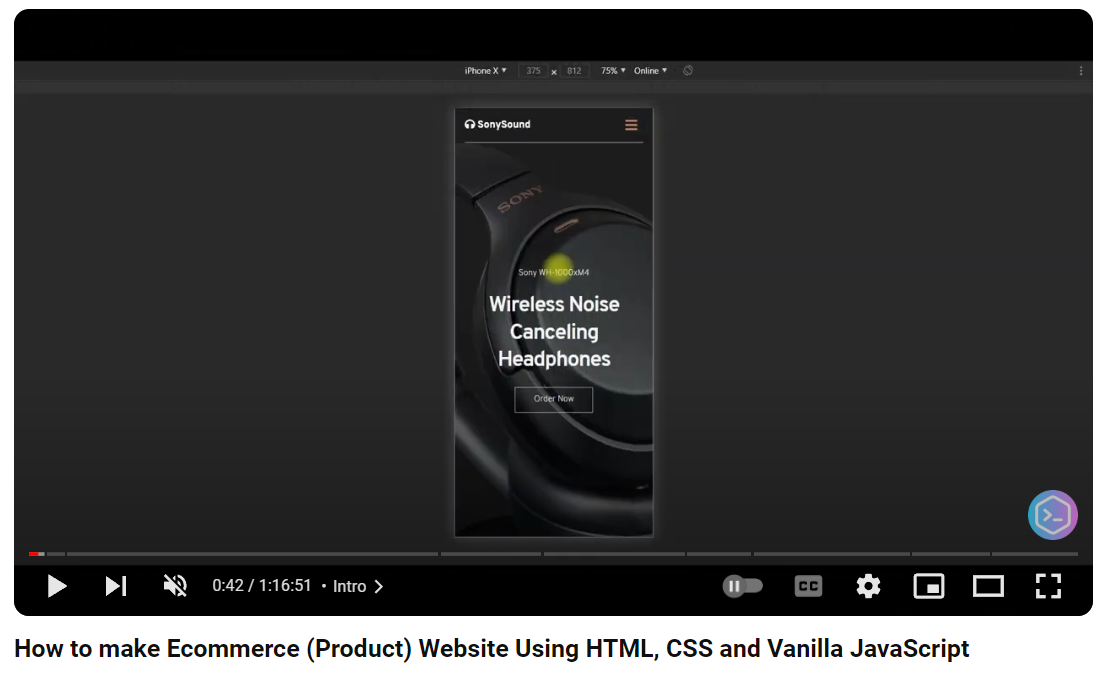 iPhone X ▼ 375 x 812 75% ▼ Online ▼
SonySound
SONY
Sony WH-1000xM4
Wireless Noise
Canceling
Headphones
Order Now
0:42 / 1:16:51 • Intro
CC
How to make Ecommerce (Product) Website Using HTML, CSS and Vanilla JavaScript